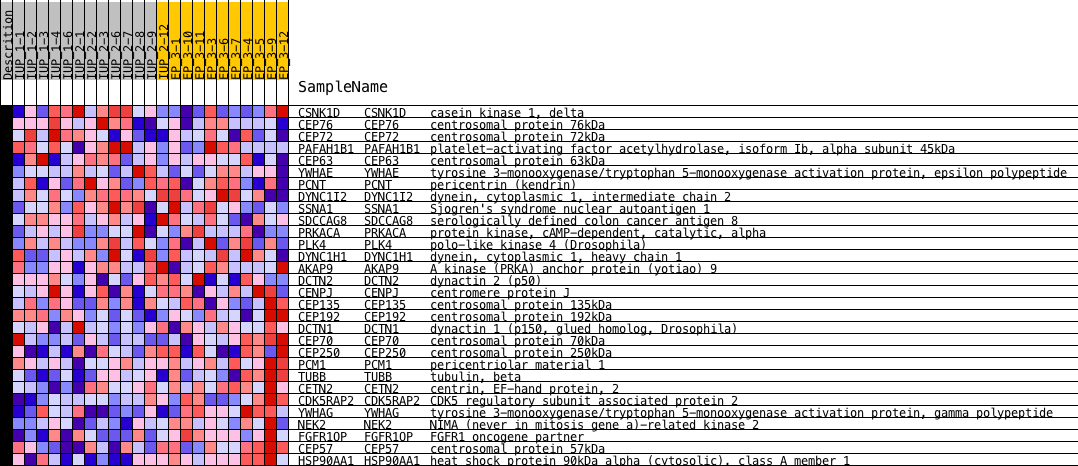 Descrition
IUP_1-1
IUP_1-2
IUP_1-3
IUP_1-4
IUP_1-6
IUP_2-1
IUP_2-2
IUP_2-3
IUP_2-6
IUP_2-7
IUP_2-8
IUP_2-9
IUP_2-12
EP_3-1
EP_3-10
EP_3-11
EP_3-3
EP_3-6
EP_3-7
EP_3-4
EP_3-5
EP_3-9
EP_3-12
SampleName
CSNK1D CSNK1D casein kinase 1, delta
CEP76 CEP76 centrosomal protein 76kDa
CEP72 CEP72 centrosomal protein 72kDa
PAFAH1B1 PAFAH1B1 platelet-activating factor acetylhydrolase, isoform Ib, alpha subunit 45kDa
CEP63 CEP63 centrosomal protein 63kDa
YWHAE YWHAE tyrosine 3-monooxygenase/tryptophan 5-monooxygenase activation protein, epsilon polypeptide
PCNT PCNT pericentrin (kendrin)
DYNC1I2 DYNC1I2 dynein, cytoplasmic 1, intermediate chain 2
SSNA1 SSNA1 Sjogren's syndrome nuclear autoantigen 1
SDCCAG8 SDCCAG8 serologically defined colon cancer antigen 8
PRKACA PRKACA protein kinase, cAMP-dependent, catalytic, alpha
PLK4 PLK4 polo-like kinase 4 (Drosophila)
DYNC1H1 DYNC1H1 dynein, cytoplasmic 1, heavy chain 1
AKAP9 AKAP9 A kinase (PRKA) anchor protein (yotiao) 9
DCTN2 DCTN2 dynactin 2 (p50)
CENPJ CENPJ centromere protein J
CEP135 CEP135 centrosomal protein 135kDa
CEP192 CEP192 centrosomal protein 192kDa
DCTN1 DCTN1 dynactin 1 (p150, glued homolog, Drosophila)
CEP70 CEP70 centrosomal protein 70kDa
CEP250 CEP250 centrosomal protein 250kDa
PCM1 PCM1 pericentriolar material 1
TUBB TUBB tubulin, beta
CETN2 CETN2 centrin, EF-hand protein, 2
CDK5RAP2 CDK5RAP2 CDK5 regulatory subunit associated protein 2
YWHAG YWHAG tyrosine 3-monooxygenase/tryptophan 5-monooxygenase activation protein, gamma polypeptide
NEK2 NEK2 NIMA (never in mitosis gene a)-related kinase 2
FGFR1OP FGFR1OP FGFR1 oncogene partner
CEP57 CEP57 centrosomal protein 57kDa
HSP90AA1 HSP90AA1 heat shock protein 90kDa alpha (cytosolic), class A member 1